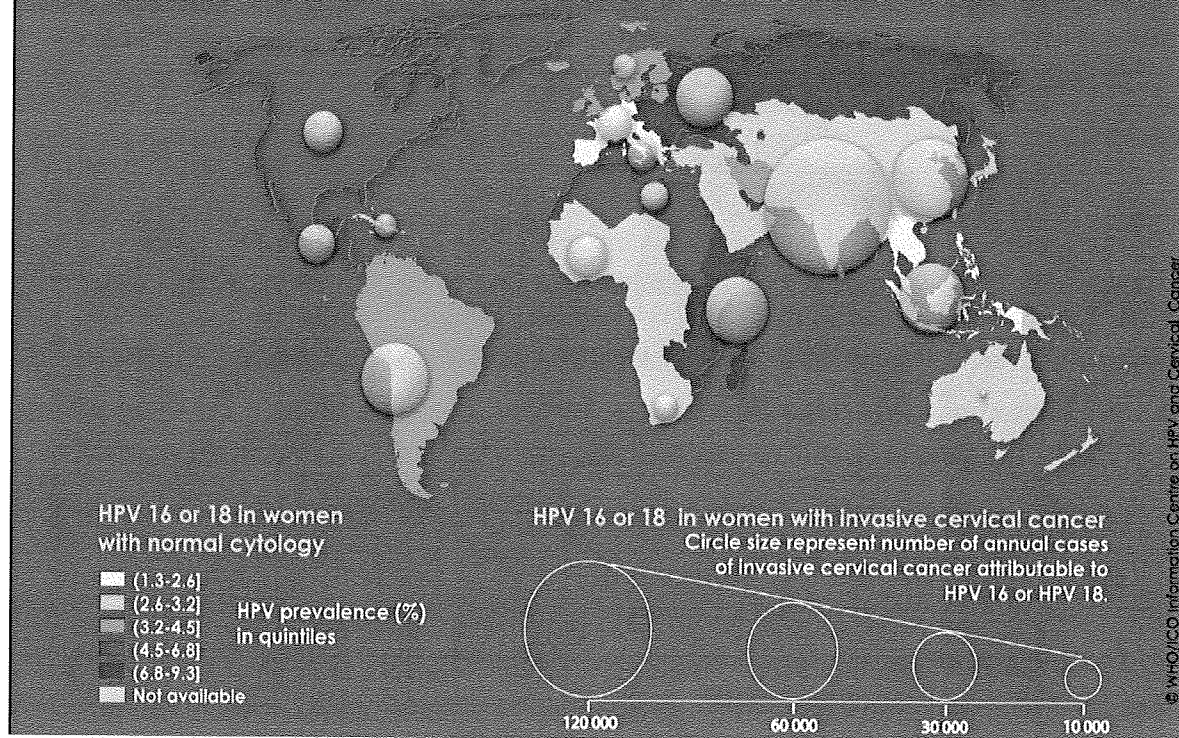 HPV 16 or 18 in women
with normal cytology
(1.3-2.6]
(2.6-3.2]
(3.2-4.5]
(4.5-6.8]
(6.8-9.3]
Not available
HPV prevalence (%)
in quintiles
HPV 16 or 18 in women with invasive cervical cancer
Circle size represent number of annual cases
of invasive cervical cancer attributable to
HPV 16 or HPV 18.
120 000
60 000
30 000
10 000
© WHO/ICO Information Centre on HPV and Cervical Cancer